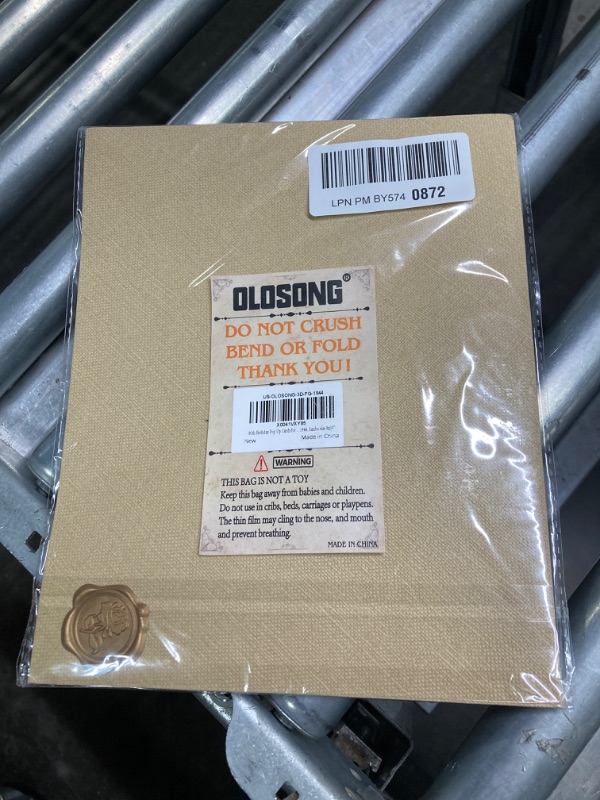 LPN PM BY574 0872
OLOSONG®
DO NOT CRUSH
BEND OR FOLD
THANK YOU!
New
Made in China
WARNING
THIS BAG IS NOT A TOY
Keep this bag away from babies and children.
Do not use in cribs, beds, carriages or playpens.
The thin film may cling to the nose, and mouth
and prevent breathing.
MADE IN CHINA